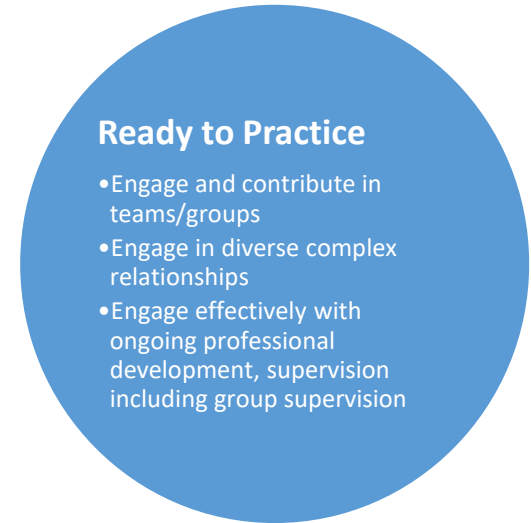 Ready to Practice
•Engage and contribute in
teams/groups
•Engage in diverse complex
relationships
•Engage effectively with
ongoing professional
development, supervision
including group supervision